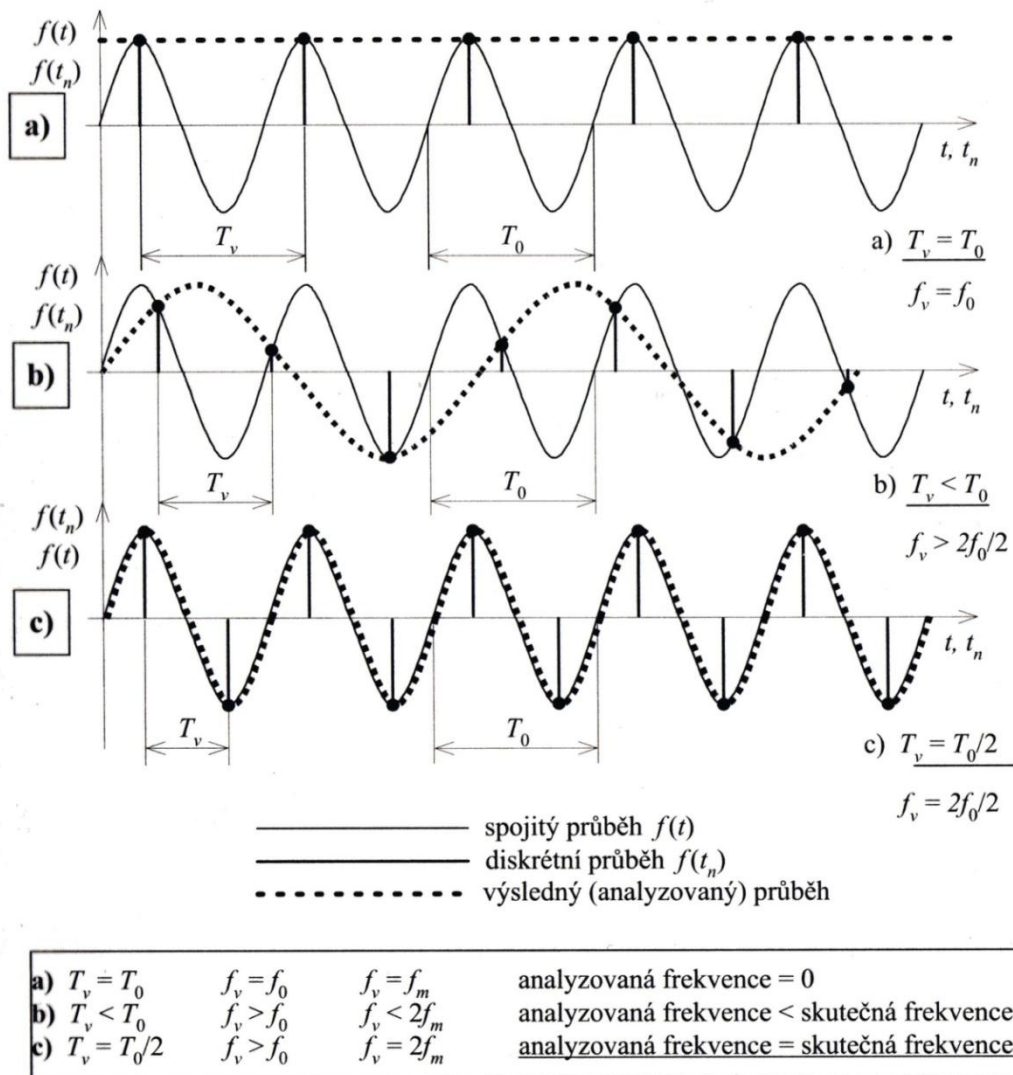 f(t)
f(t_n)
a)
t, t_n
T_v
T_0
a) T_v = T_0
f_v = f_0
f(t)
f(t_n)
b)
t, t_n
T_v
T_0
b) T_v < T_0
f_v > 2f_0/2
f(t_n)
f(t)
c)
t, t_n
T_v
T_0
c) T_v = T_0/2
f_v = 2f_0/2
spojitý průběh f(t)
diskrétní průběh f(t_n)
výsledný (analyzovaný) průběh
a) T_v = T_0 f_v = f_0 f_v = f_m analyzovaná frekvence = 0
b) T_v < T_0 f_v > f_0 f_v < 2f_m analyzovaná frekvence < skutečná frekvence
c) T_v = T_0/2 f_v > f_0 f_v = 2f_m analyzovaná frekvence = skutečná frekvence